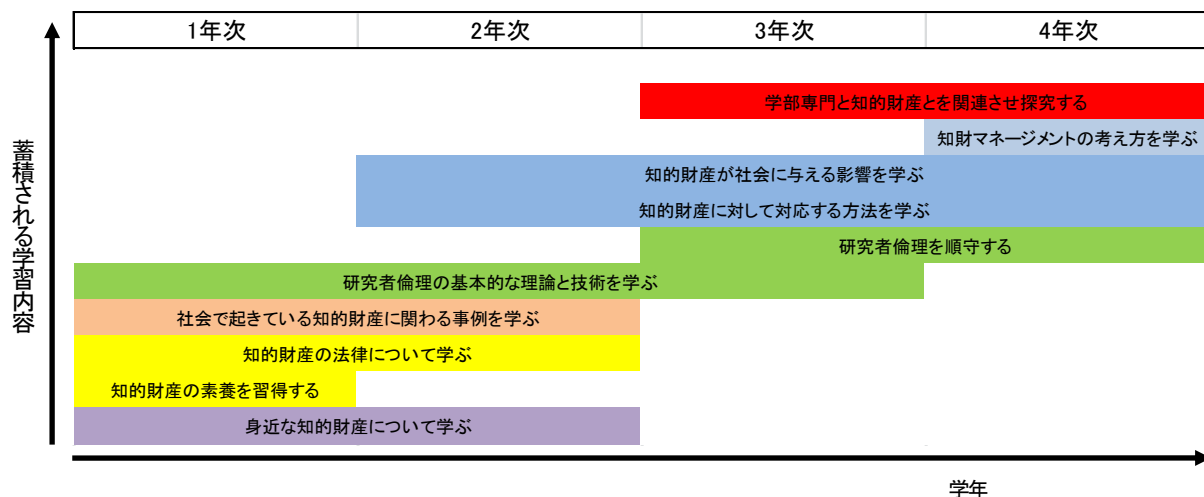 1年次
2年次
3年次
4年次
学部専門と知的財産とを関連させ探究する
知財マネージメントの考え方を学ぶ
知的財産が社会に与える影響を学ぶ
知的財産に対して対応する方法を学ぶ
研究者倫理を順守する
研究者倫理の基本的な理論と技術を学ぶ
社会で起きている知的財産に関わる事例を学ぶ
知的財産の法律について学ぶ
知的財産の素養を習得する
身近な知的財産について学ぶ
蓄積される学習内容
学年